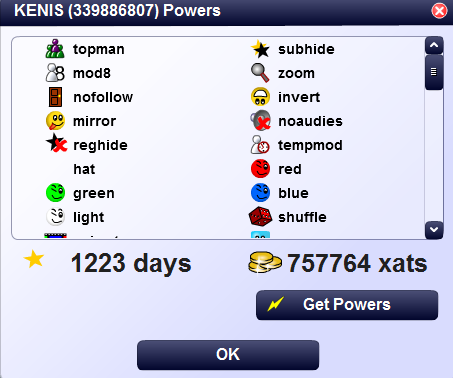 KENIS (339886807) Powers
topman subhide
mod8 zoom
nofollow invert
mirror noaudies
reghide tempmod
hat red
green blue
light shuffle
1223 days 757764 xats
Get Powers
OK